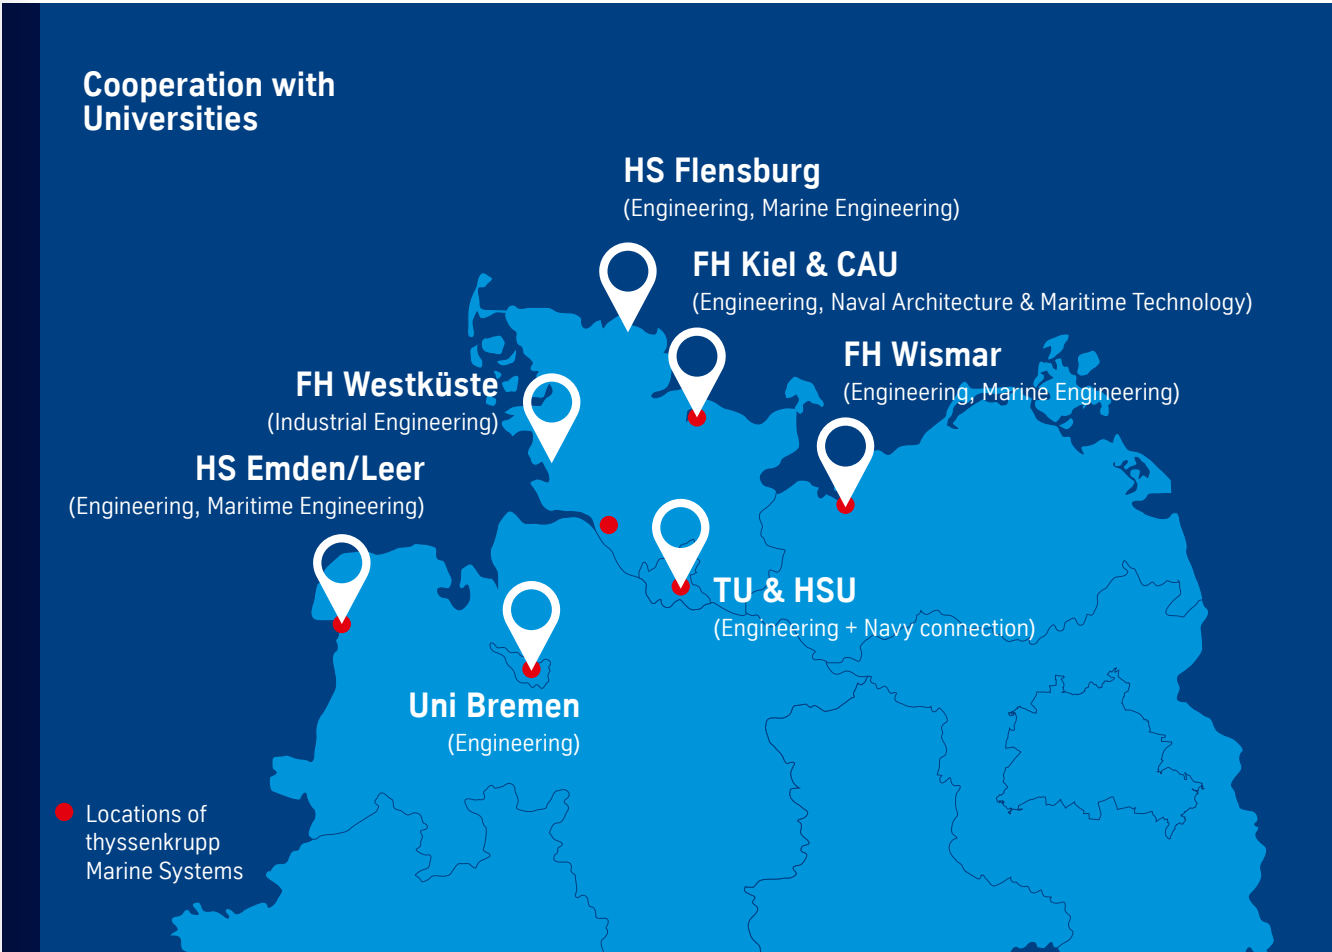 Cooperation with
Universities
HS Flensburg
(Engineering, Marine Engineering)
FH Kiel & CAU
(Engineering, Naval Architecture & Maritime Technology)
FH Wismar
(Engineering, Marine Engineering)
FH Westküste
(Industrial Engineering)
HS Emden/Leer
(Engineering, Maritime Engineering)
TU & HSU
(Engineering + Navy connection)
Uni Bremen
(Engineering)
Locations of
thyssenkrupp
Marine Systems